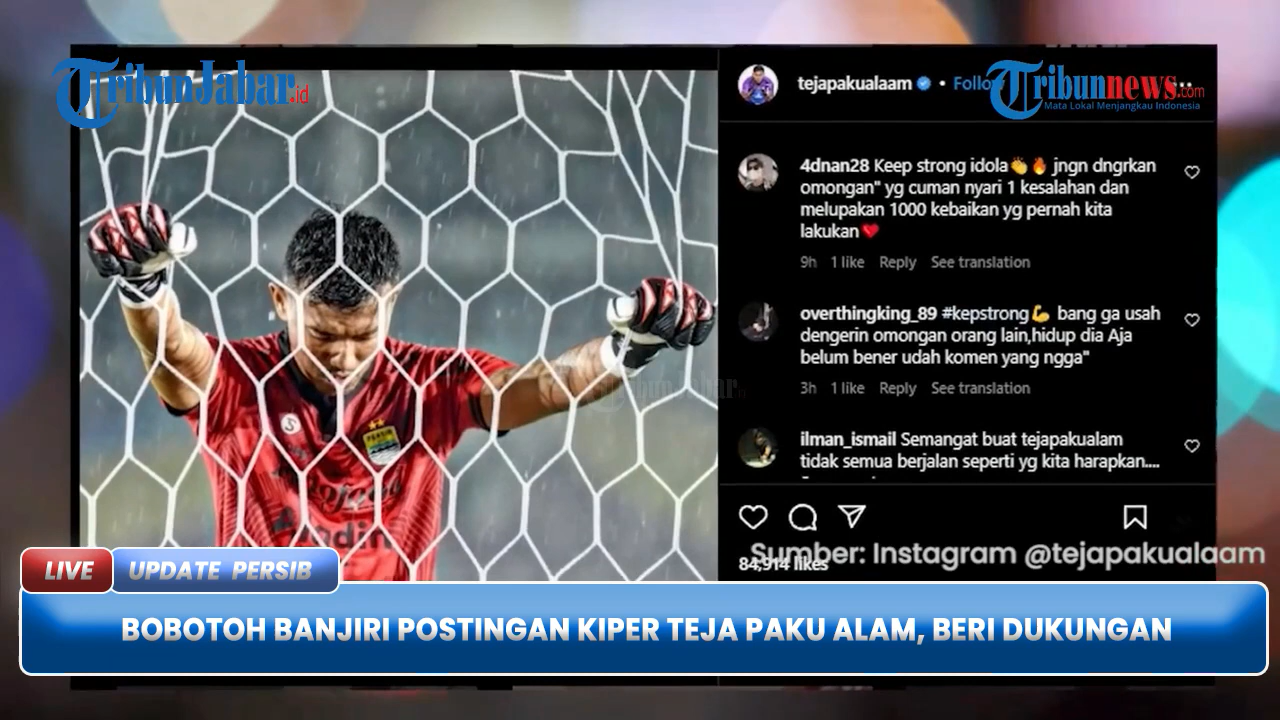 TribunJabar.id
Tribunnews.com
Mata Lokal Menjangkau Indonesia
tejapakualaam • Follo
4dnan28 Keep strong idola👏🔥 jngn dngrkan
omongan" yg cuman nyari 1 kesalahan dan
melupakan 1000 kebaikan yg pernah kita
lakukan❤️
9h 1 like Reply See translation
overthingking_89 #kepstrong💪 bang ga usah
dengerin omongan orang lain,hidup dia Aja
belum bener udah komen yang ngga"
3h 1 like Reply See translation
ilman_ismail Semangat buat tejapakualam
tidak semua berjalan seperti yg kita harapkan....
PERSIB
TribunJabar
Sumber: Instagram @tejapakualaam
84,914 likes
LIVE UPDATE PERSIB
BOBOTOH BANJIRI POSTINGAN KIPER TEJA PAKU ALAM, BERI DUKUNGAN